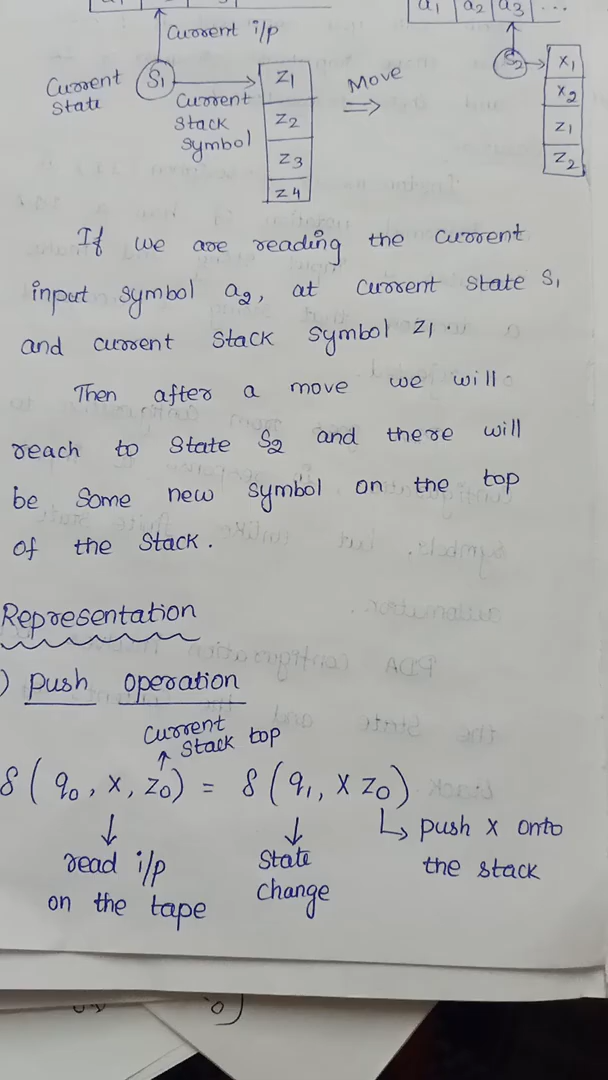 a1 a2 a3 ...
Current i/p
S1
Current
State
Current
Stack
Symbol
Z1
Z2
Z3
Z4
Move
⇒
S2
X1
X2
Z1
Z2
If we are reading the current
input symbol a2, at current state S1
and current stack symbol Z1.
Then after a move we will
reach to state S2 and there will
be some new symbol on the top
of the stack.
Representation
) Push operation
Current
Stack top
δ(q0, X, Z0) = δ(q1, X Z0)
read i/p
on the tape
State
change
push X onto
the stack